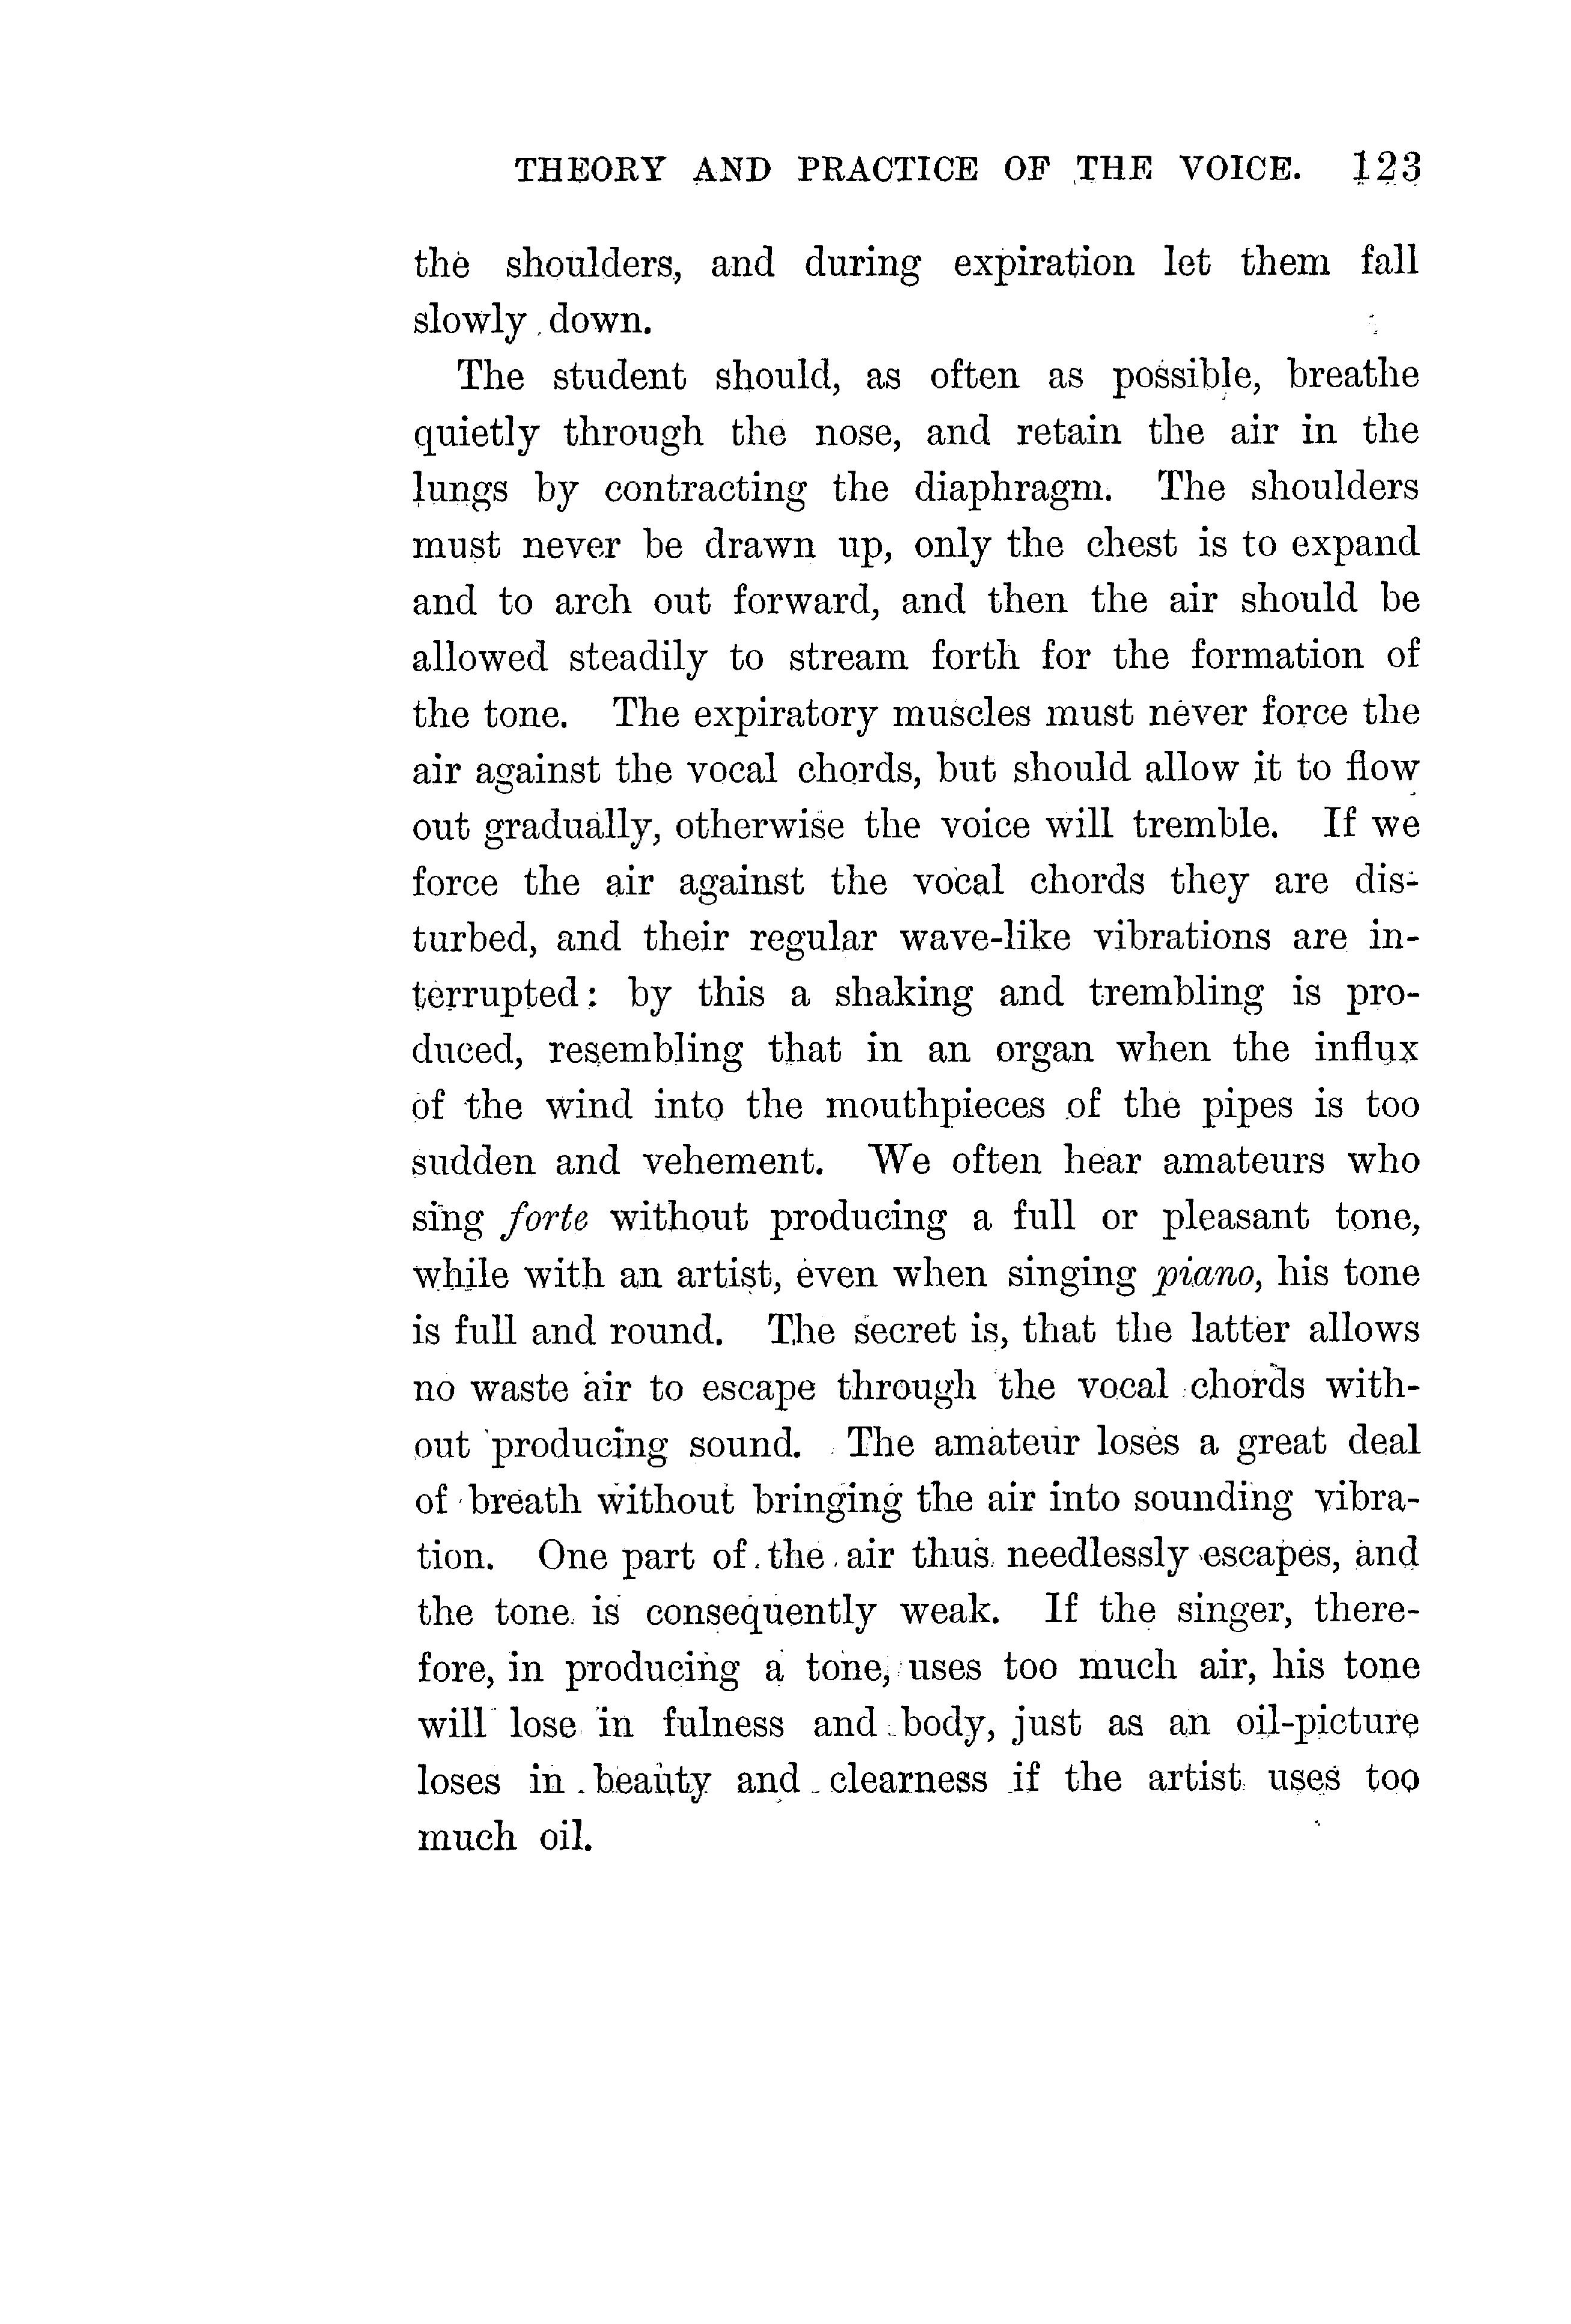 THEORY AND PRACTICE OF THE VOICE. 123
the shoulders, and during expiration let them fall
slowly down.
The student should, as often as possible, breathe
quietly through the nose, and retain the air in the
lungs by contracting the diaphragm. The shoulders
must never be drawn up, only the chest is to expand
and to arch out forward, and then the air should be
allowed steadily to stream forth for the formation of
the tone. The expiratory muscles must never force the
air against the vocal chords, but should allow it to flow
out gradually, otherwise the voice will tremble. If we
force the air against the vocal chords they are dis-
turbed, and their regular wave-like vibrations are in-
terrupted: by this a shaking and trembling is pro-
duced, resembling that in an organ when the influx
of the wind into the mouthpieces of the pipes is too
sudden and vehement. We often hear amateurs who
sing forte without producing a full or pleasant tone,
while with an artist, even when singing piano, his tone
is full and round. The secret is, that the latter allows
no waste air to escape through the vocal chords with-
out producing sound. The amateur loses a great deal
of breath without bringing the air into sounding vibra-
tion. One part of the air thus needlessly escapes, and
the tone is consequently weak. If the singer, there-
fore, in producing a tone, uses too much air, his tone
will lose in fulness and body, just as an oil-picture
loses in beauty and clearness if the artist uses too
much oil.